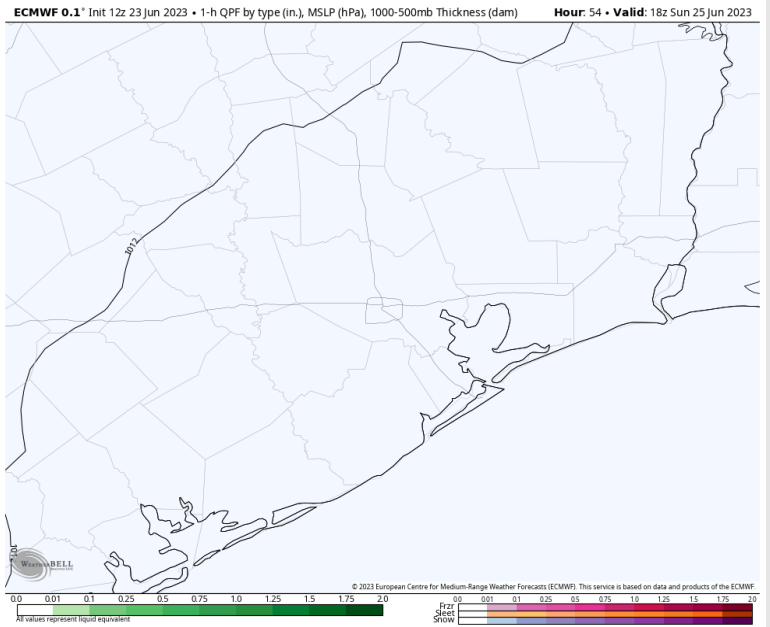 ECMWF 0.1° Init 12z 23 Jun 2023 • 1-h QPF by type (in.), MSLP (hPa), 1000-500mb Thickness (dam) Hour: 54 • Valid: 18z Sun 25 Jun 2023
1012
WEATHERBELL
© 2023 European Centre for Medium-Range Weather Forecasts (ECMWF). This service is based on data and products of the ECMWF
0.0 0.01 0.1 0.25 0.5 0.75 1.0 1.25 1.5 1.75 2.0
All values represent liquid equivalent
0.0 0.01 0.1 0.25 0.5 0.75 1.0 1.25 1.5 1.75 2.0
Frzr
Sleet
Snow